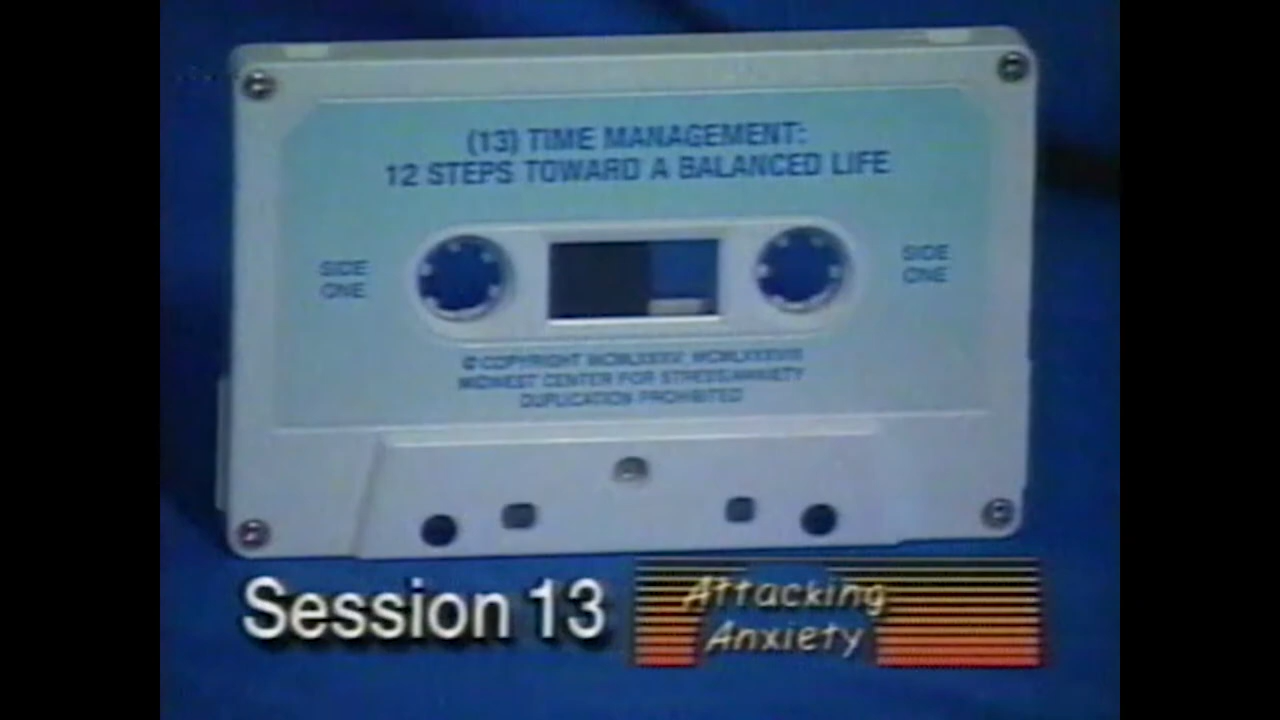 (13) TIME MANAGEMENT:
12 STEPS TOWARD A BALANCED LIFE
SIDE
ONE
SIDE
ONE
© COPYRIGHT MCMLXXXV, MCMLXXXVIII
MIDWEST CENTER FOR STRESS/ANXIETY
DUPLICATION PROHIBITED
Session 13
Attacking
Anxiety